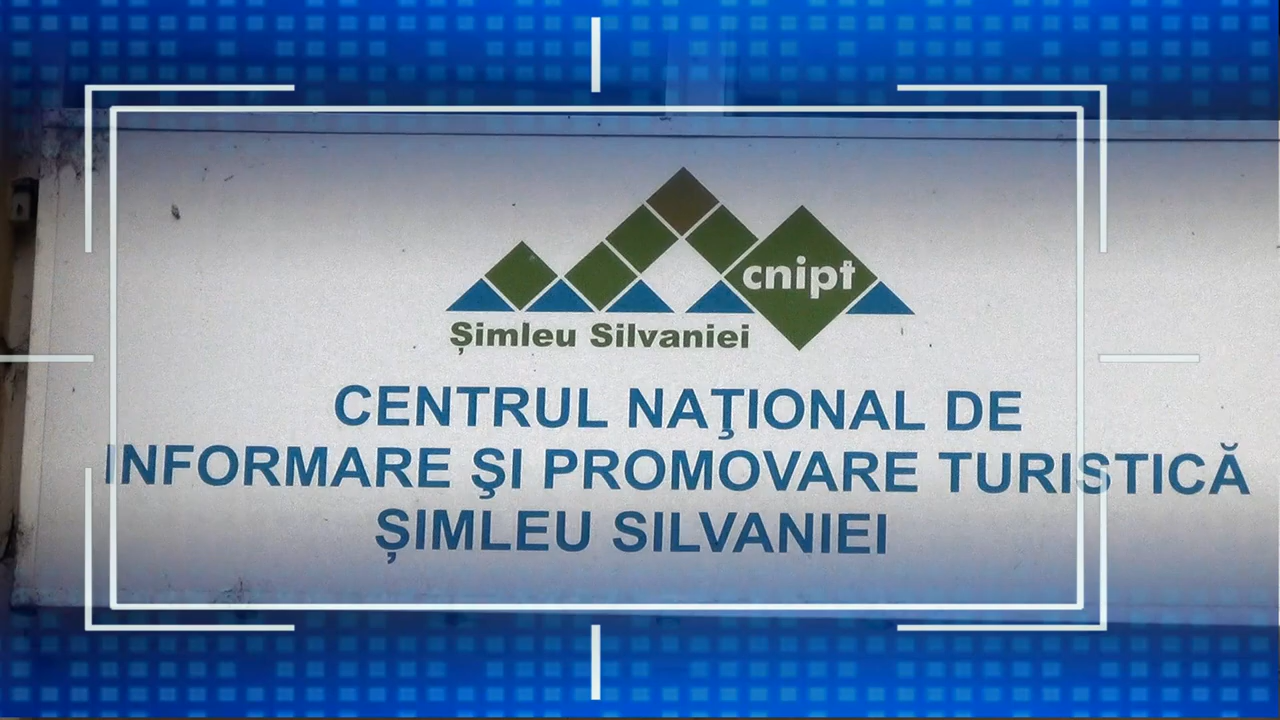 cnipt
Șimleu Silvaniei
CENTRUL NAŢIONAL DE
INFORMARE ŞI PROMOVARE TURISTICĂ
ȘIMLEU SILVANIEI